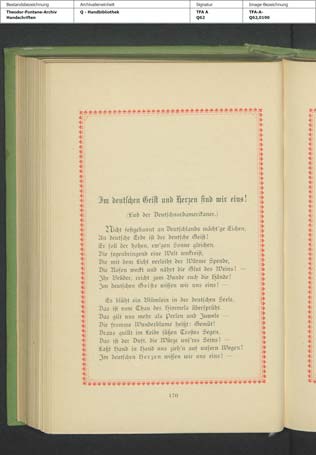 Bestandsbezeichnung Archivalieneinheit Signatur Image-Bezeichnung
Theodor-Fontane-Archiv Q - Handbibliothek TFA A TFA-A-
Handschriften Q62 Q62,0190
Im deutschen Geist und Herzen sind wir eins!
(Lied der Deutschnordamerikaner.)
Nicht festgebannt an Deutschlands mächt'ge Eichen,
An deutsche Erde ist der deutsche Geist!
Er soll der hohen, ew'gen Sonne gleichen,
Die segenbringend eine Welt umkreist,
Die mit dem Licht verleiht der Wärme Spende,
Die Rosen weckt und nährt die Glut des Weins! —
Ihr Brüder, reicht zum Bunde euch die Hände!
Im deutschen Geiste wissen wir uns eins! —
Es blüht ein Blümlein in der deutschen Seele,
Das ist vom Thau des Himmels übersprüht.
Das gilt uns mehr als Perlen und Juwele —
Die fromme Wunderblume heißt: Gemüt!
Draus quillt im Leide süßen Trostes Segen,
Das ist der Duft, die Würze uns'res Seins! —
Laßt Hand in Hand uns zieh'n auf unsern Wegen!
Im deutschen Herzen wissen wir uns eins! —
170